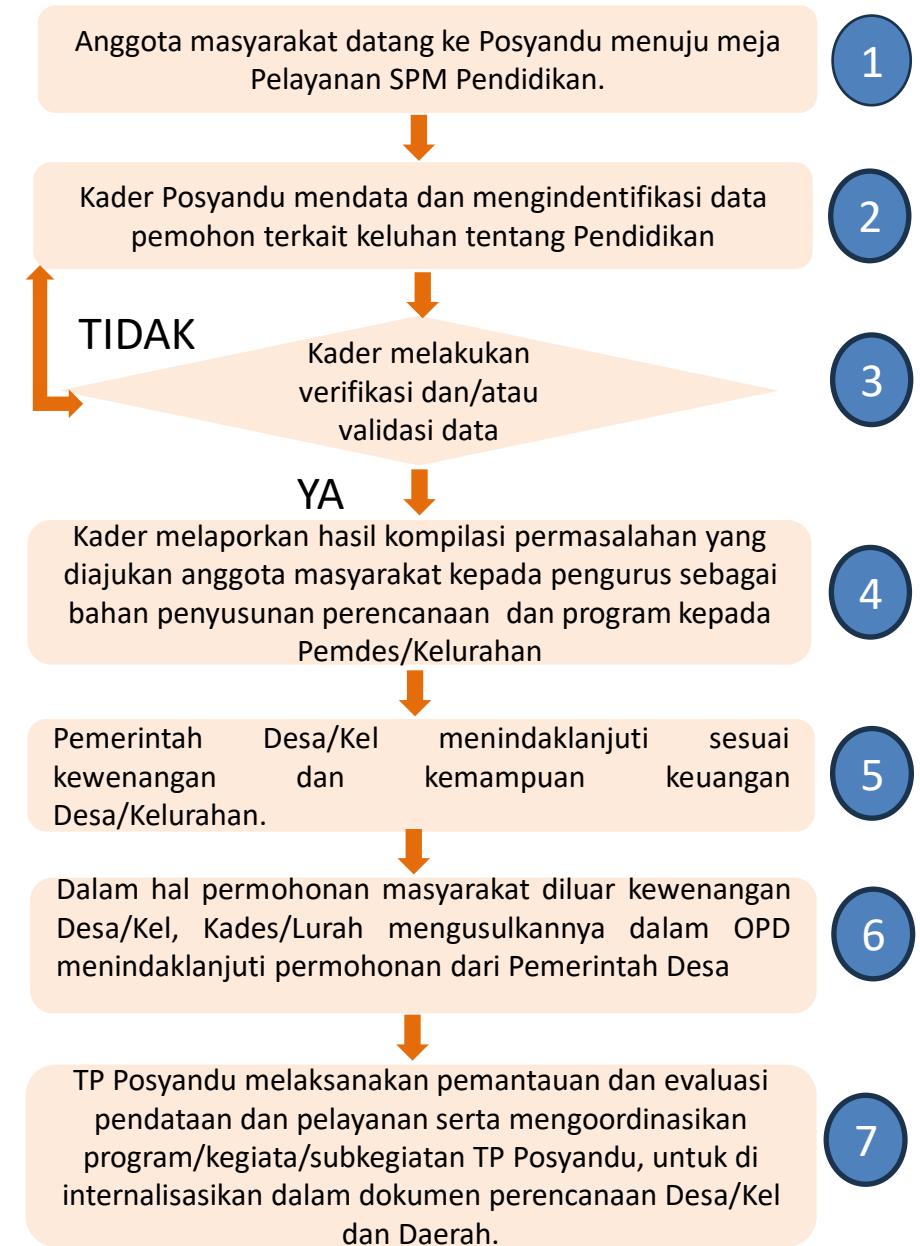 Anggota masyarakat datang ke Posyandu menuju meja
Pelayanan SPM Pendidikan.
1
Kader Posyandu mendata dan mengindentifikasi data
pemohon terkait keluhan tentang Pendidikan
2
TIDAK
Kader melakukan
verifikasi dan/atau
validasi data
3
YA
Kader melaporkan hasil kompilasi permasalahan yang
diajukan anggota masyarakat kepada pengurus sebagai
bahan penyusunan perencanaan dan program kepada
Pemdes/Kelurahan
4
Pemerintah Desa/Kel menindaklanjuti sesuai
kewenangan dan kemampuan keuangan
Desa/Kelurahan.
5
Dalam hal permohonan masyarakat diluar kewenangan
Desa/Kel, Kades/Lurah mengusulkannya dalam OPD
menindaklanjuti permohonan dari Pemerintah Desa
6
TP Posyandu melaksanakan pemantauan dan evaluasi
pendataan dan pelayanan serta mengoordinasikan
program/kegiata/subkegiatan TP Posyandu, untuk di
internalisasikan dalam dokumen perencanaan Desa/Kel
dan Daerah.
7